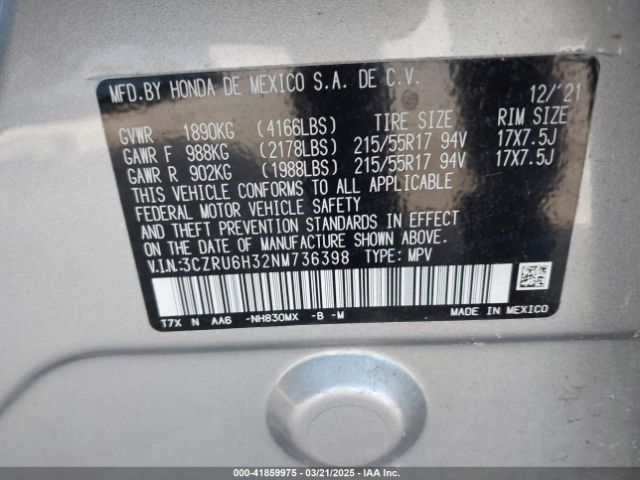 MFD.BY HONDA DE MEXICO S.A. DE C.V. 12/'21
GVWR 1890KG (4166LBS) TIRE SIZE RIM SIZE
GAWR F 988KG (2178LBS) 215/55R17 94V 17X7.5J
GAWR R 902KG (1988LBS) 215/55R17 94V 17X7.5J
THIS VEHICLE CONFORMS TO ALL APPLICABLE
FEDERAL MOTOR VEHICLE SAFETY
AND THEFT PREVENTION STANDARDS IN EFFECT
ON THE DATE OF MANUFACTURE SHOWN ABOVE.
V.I.N:3CZRU6H32NM736398 TYPE: MPV
T7X N AA6 -NH830MX -B -M MADE IN MEXICO
000-41859975 - 03/21/2025 - IAA Inc.